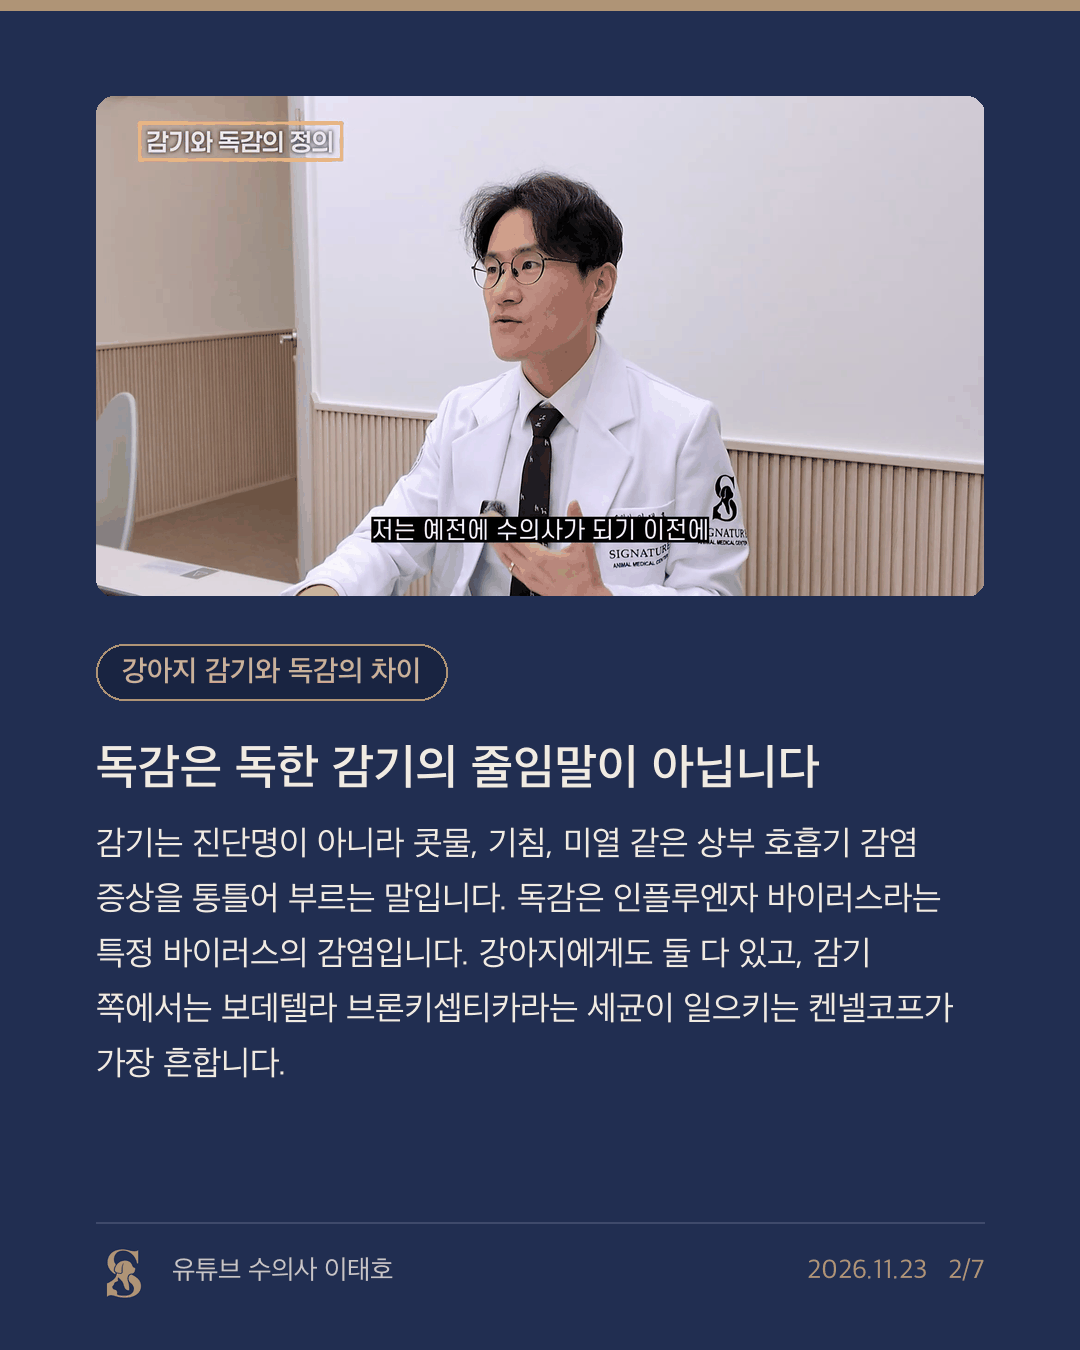 감기와 독감의 정의
저는 예전에 수의사가 되기 이전에
SIGNATURE
ANIMAL MEDICAL CENTER
강아지 감기와 독감의 차이
독감은 독한 감기의 줄임말이 아닙니다
감기는 진단명이 아니라 콧물, 기침, 미열 같은 상부 호흡기 감염
증상을 통틀어 부르는 말입니다. 독감은 인플루엔자 바이러스라는
특정 바이러스의 감염입니다. 강아지에게도 둘 다 있고, 감기
쪽에서는 보데텔라 브론키셉티카라는 세균이 일으키는 켄넬코프가
가장 흔합니다.
유튜브 수의사 이태호
2026.11.23 2/7